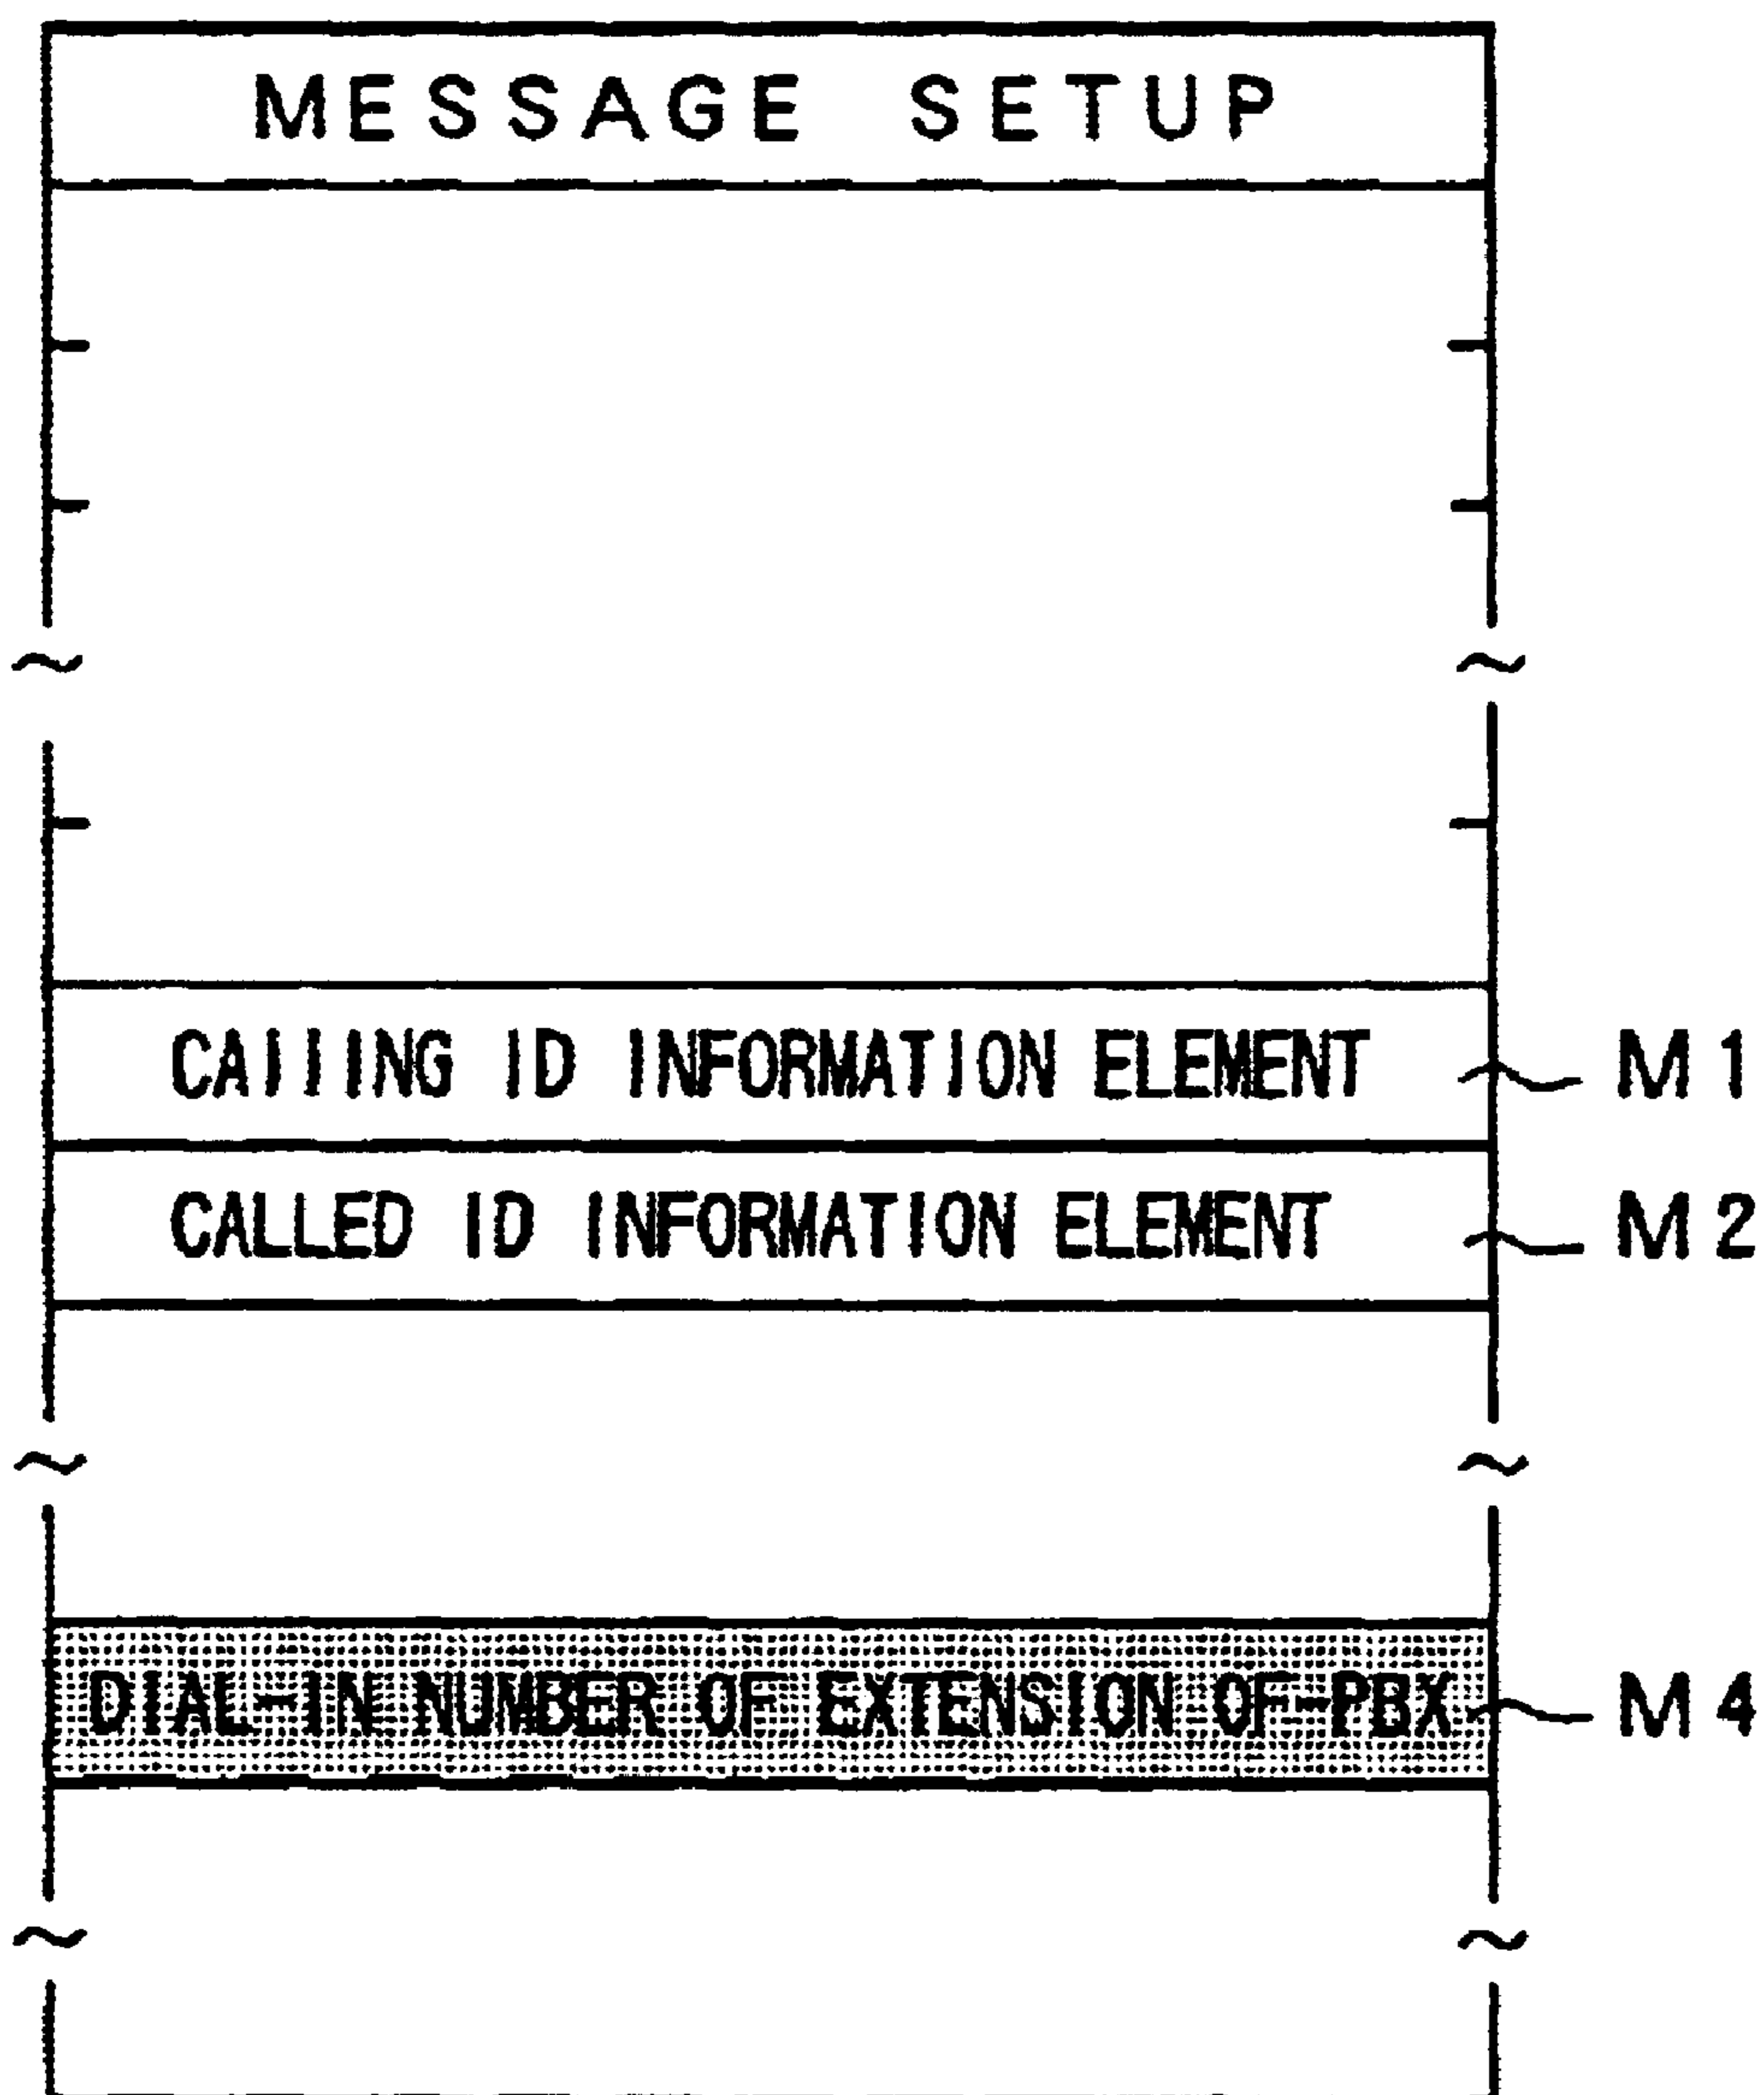 MESSAGE SETUP
CAIIING ID INFORMATION ELEMENT M1
CALLED ID INFORMATION ELEMENT M2
DIAL-IN NUMBER OF EXTENSION OF-PBX M4